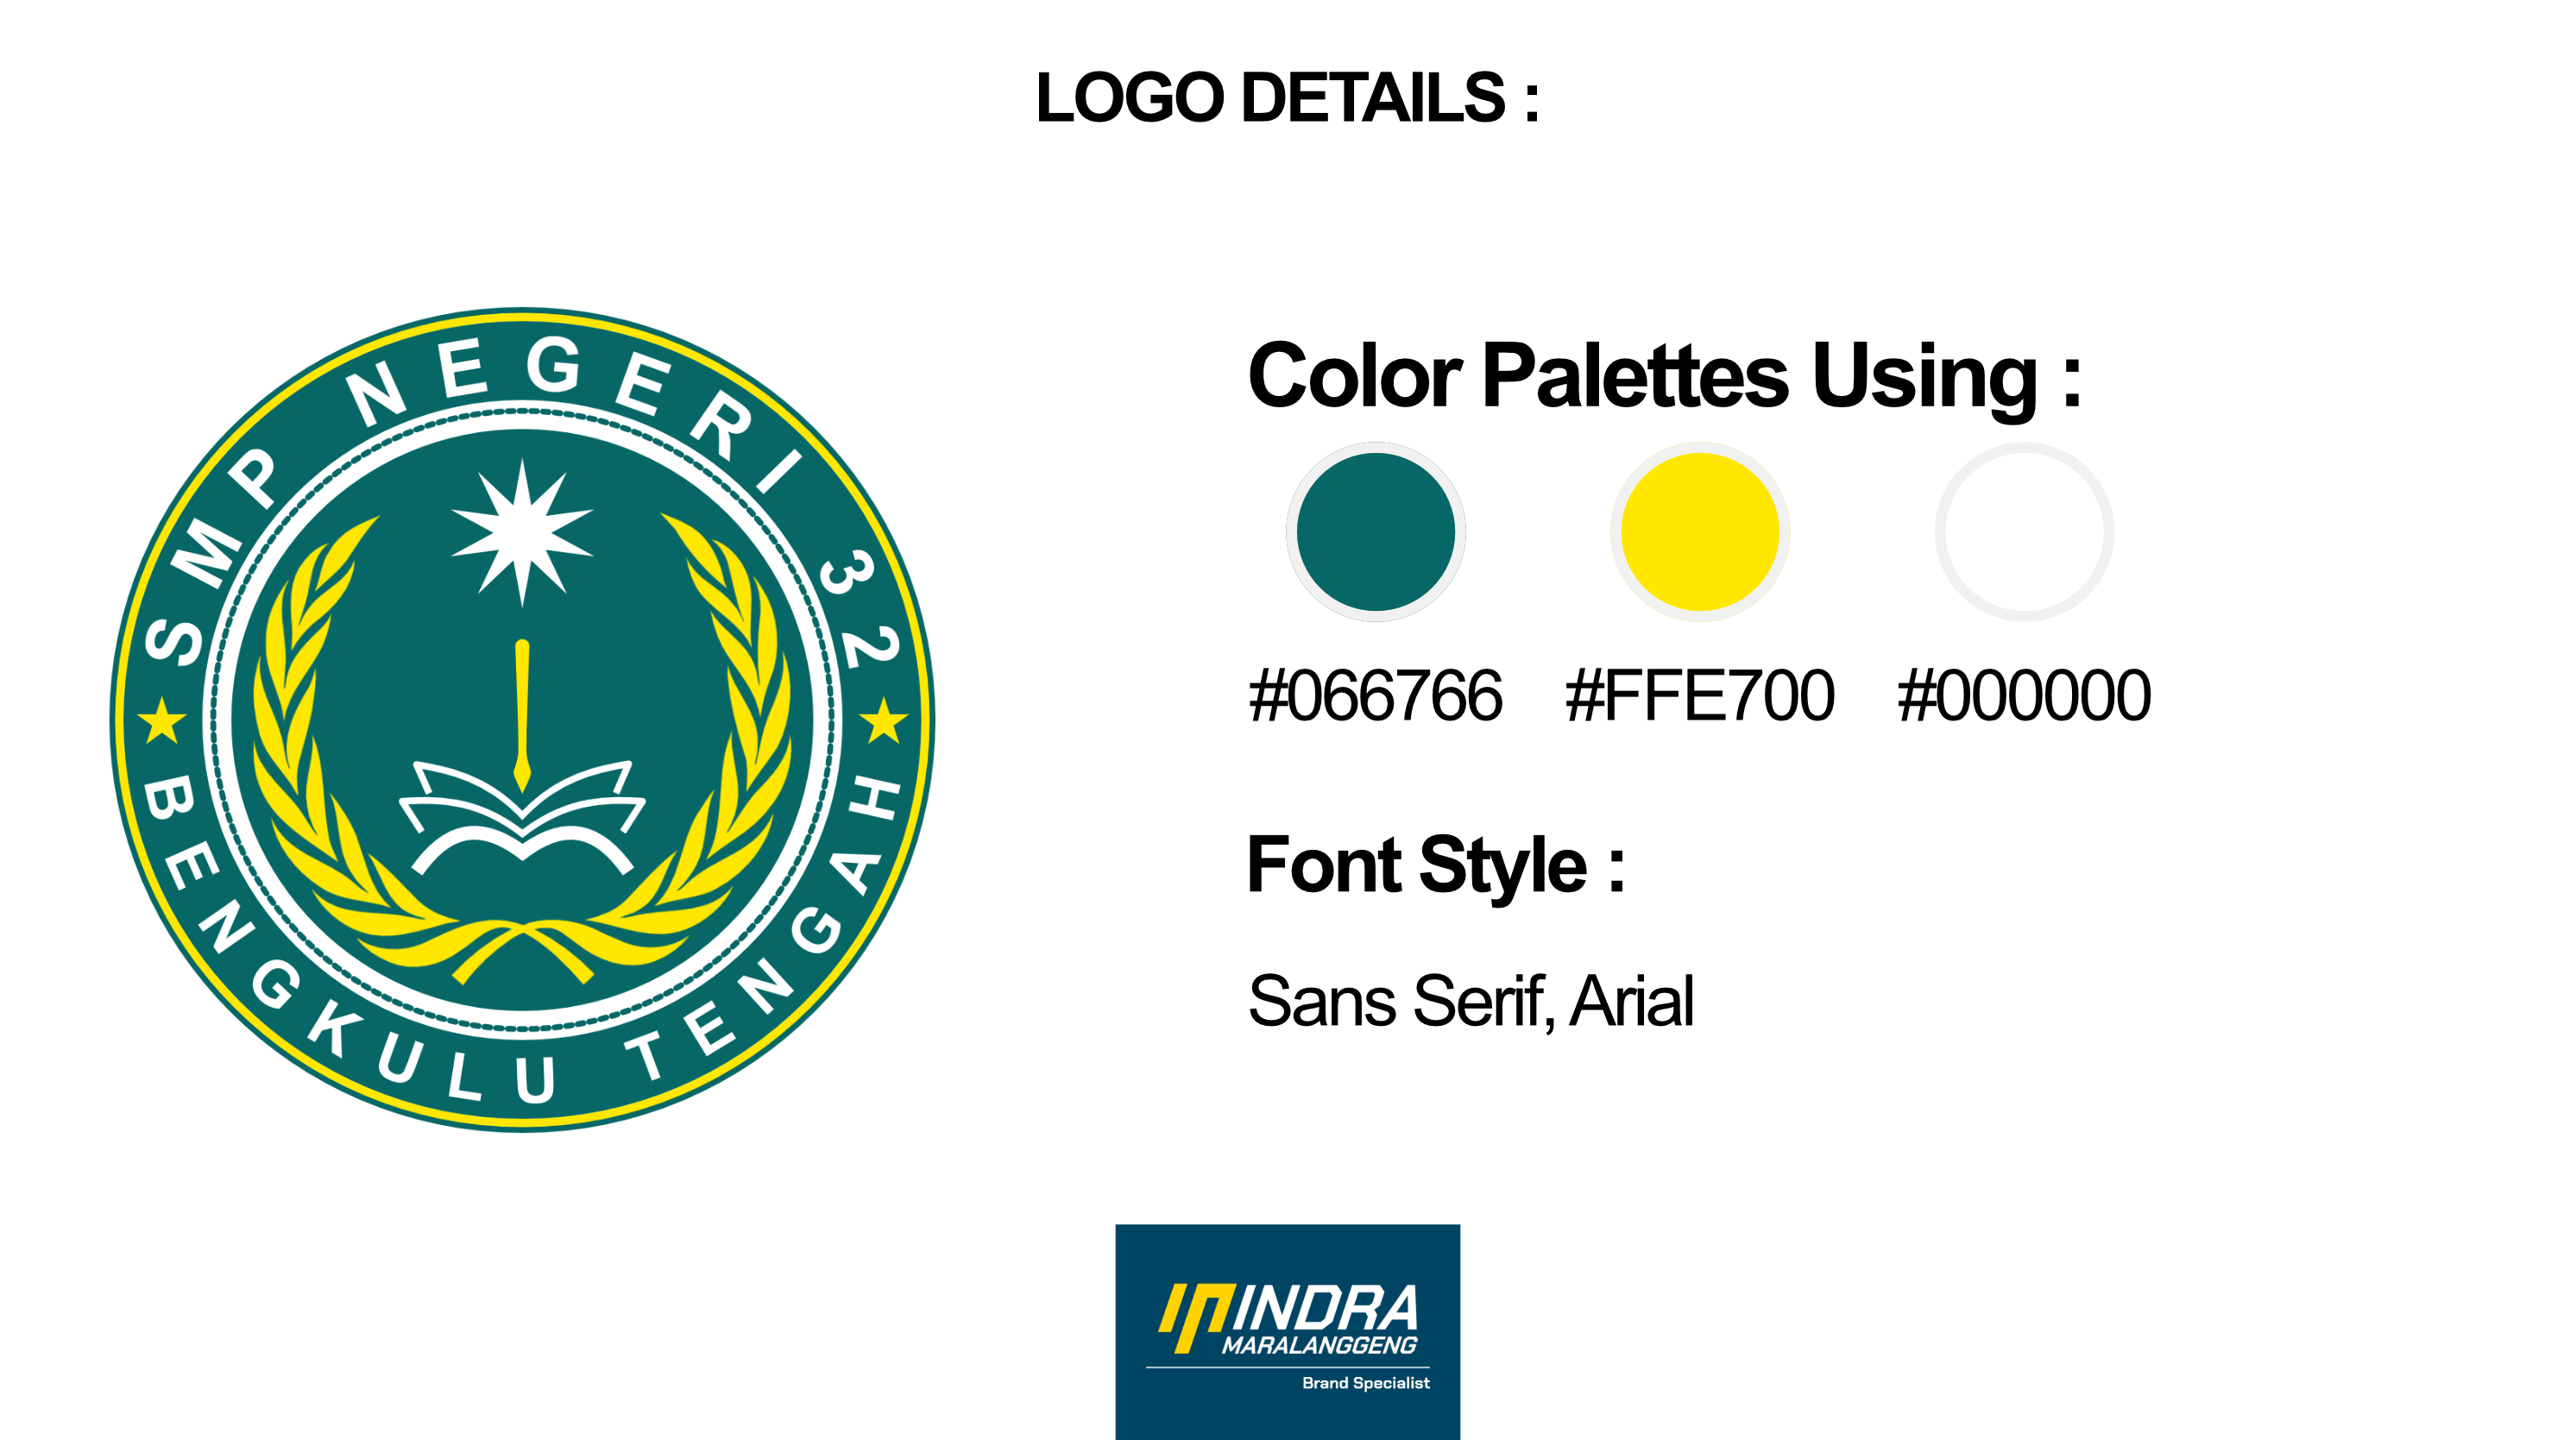 LOGO DETAILS :
SMP NEGERI 32
BENGKULU TENGAH
Color Palettes Using :
#066766 #FFE700 #000000
Font Style :
Sans Serif, Arial
INDRA
MARALANGGENG
Brand Specialist